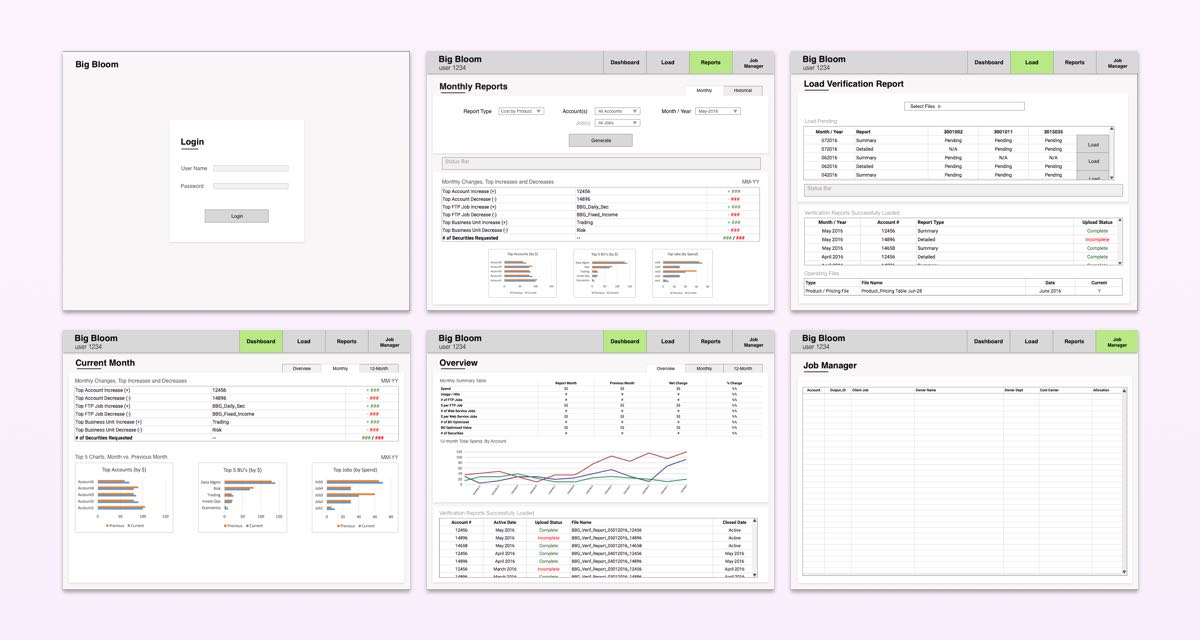 Big Bloom
Login
User Name
Password
Login
Big Bloom
user 1234
Dashboard Load Reports Job Manager
Monthly Reports
Monthly Historical
Report Type Cost by Product Account(s) All Accounts Month / Year May-2016
Job(s) All Jobs
Generate
Status Bar
Monthly Changes, Top Increases and Decreases MM-YY
Top Account Increase (+) 12456 + ###
Top Account Decrease (-) 14896 - ###
Top FTP Job Increase (+) BBG_Daily_Sec + ###
Top FTP Job Decrease (-) BBG_Fixed_Income - ###
Top Business Unit Increase (+) Trading + ###
Top Business Unit Decrease (-) Risk - ###
# of Securities Requested -- ### / ###
Top Accounts (by $) Top 5 BU's (by $) Top Jobs (by Spend)
Big Bloom
user 1234
Dashboard Load Reports Job Manager
Load Verification Report
Select Files
Load Pending
Month / Year Report 3001002 3001011 3015035
072016 Summary Pending Pending Pending
072016 Detailed N/A Pending Pending
062016 Summary Pending N/A N/A
062016 Detailed Pending Pending Pending
042016 Summary Pending Pending Pending
Load
Load
Load
Status Bar
Verification Reports Successfully Loaded
Month / Year Account # Report Type Upload Status
May 2016 12456 Summary Complete
May 2016 14896 Detailed Incomplete
May 2016 14658 Summary Complete
April 2016 12456 Detailed Complete
Operating Files
Type File Name Date Current
Product / Pricing File Product_Pricing Table Jun-28 June 2016 Y
Big Bloom
user 1234
Dashboard Load Reports Job Manager
Current Month
Overview Monthly 12-Month
Monthly Changes, Top Increases and Decreases MM-YY
Top Account Increase (+) 12456 + ###
Top Account Decrease (-) 14896 - ###
Top FTP Job Increase (+) BBG_Daily_Sec + ###
Top FTP Job Decrease (-) BBG_Fixed_Income - ###
Top Business Unit Increase (+) Trading + ###
Top Business Unit Decrease (-) Risk - ###
# of Securities Requested -- ### / ###
Top 5 Charts, Month vs. Previous Month MM-YY
Top Accounts (by $) Top 5 BU's (by $) Top Jobs (by Spend)
Data Mgmt
Risk
Trading
Invest Ops
Economics
0 50 100 150
0 50 100 150
0 20 40 60 80
Previous Current
Previous Current
Previous Current
Big Bloom
user 1234
Dashboard Load Reports Job Manager
Overview
Overview Monthly 12-Month
Monthly Summary Table
Report Month Previous Month Net Change % Change
Spend $$ $$ $$ %%
Usage / Hits # # # %%
# of FTP Jobs # # # %%
$ per FTP Job $$ $$ $$ %%
# of Web Service Jobs # # # %%
$ per Web Service Jobs $$ $$ $$ %%
# of BO Optimized # # # %%
BO Optimized Value $$ $$ $$ %%
# of Securities # # # %%
12-month Total Spend, By Account
120
100
80
60
40
20
0
Verification Reports Successfully Loaded
Account # Active Date Upload Status File Name Closed Date
12456 May 2016 Complete BBG_Verif_Report_05012016_12456 Active
14896 May 2016 Incomplete BBG_Verif_Report_05012016_14896 Active
14658 May 2016 Complete BBG_Verif_Report_05012016_14658 Active
12456 April 2016 Complete BBG_Verif_Report_04012016_12456 May 2016
14896 April 2016 Complete BBG_Verif_Report_04012016_14896 May 2016
12456 March 2016 Incomplete BBG_Verif_Report_03012016_12456 April 2016
14896 March 2016 Complete BBG_Verif_Report_03012016_14896 April 2016
Big Bloom
user 1234
Dashboard Load Reports Job Manager
Job Manager
Account Output_ID Client Job Owner Name Owner Dept Cost Center Allocation